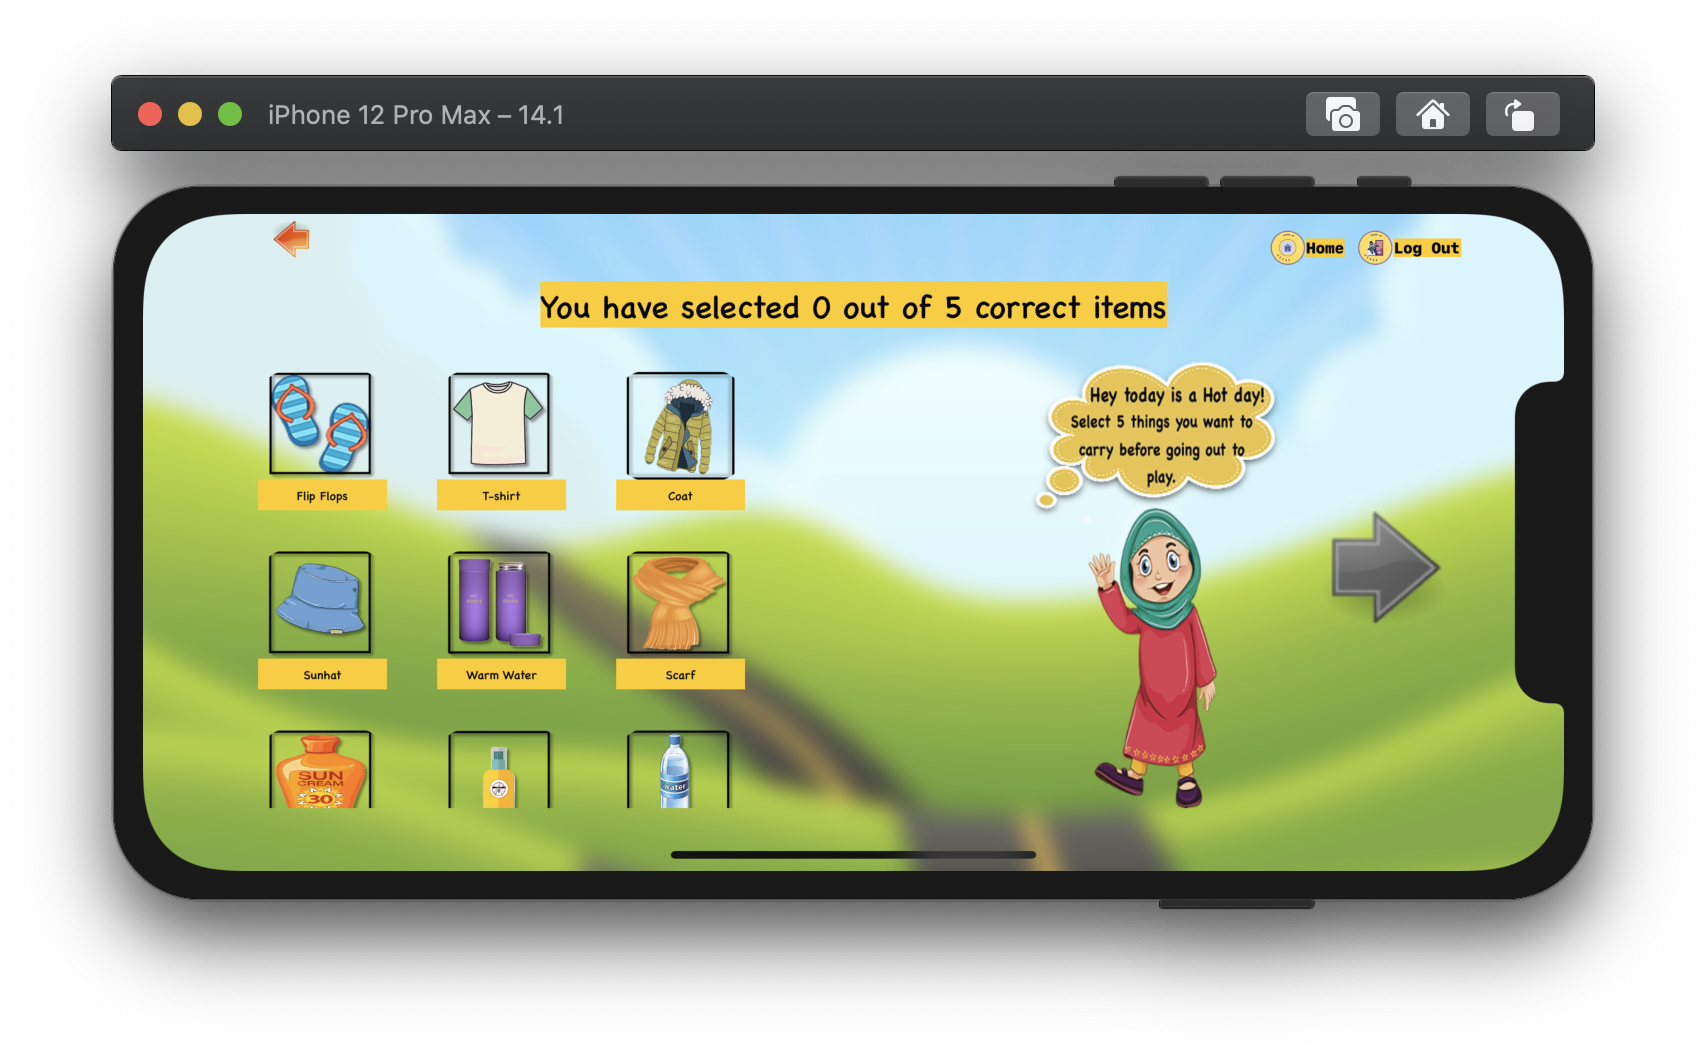 iPhone 12 Pro Max – 14.1
Home
Log Out
You have selected 0 out of 5 correct items
Hey today is a Hot day!
Select 5 things you want to
carry before going out to
play.
Flip Flops
T-shirt
Coat
Sunhat
Warm Water
Scarf
SUN
CREAM
30
water